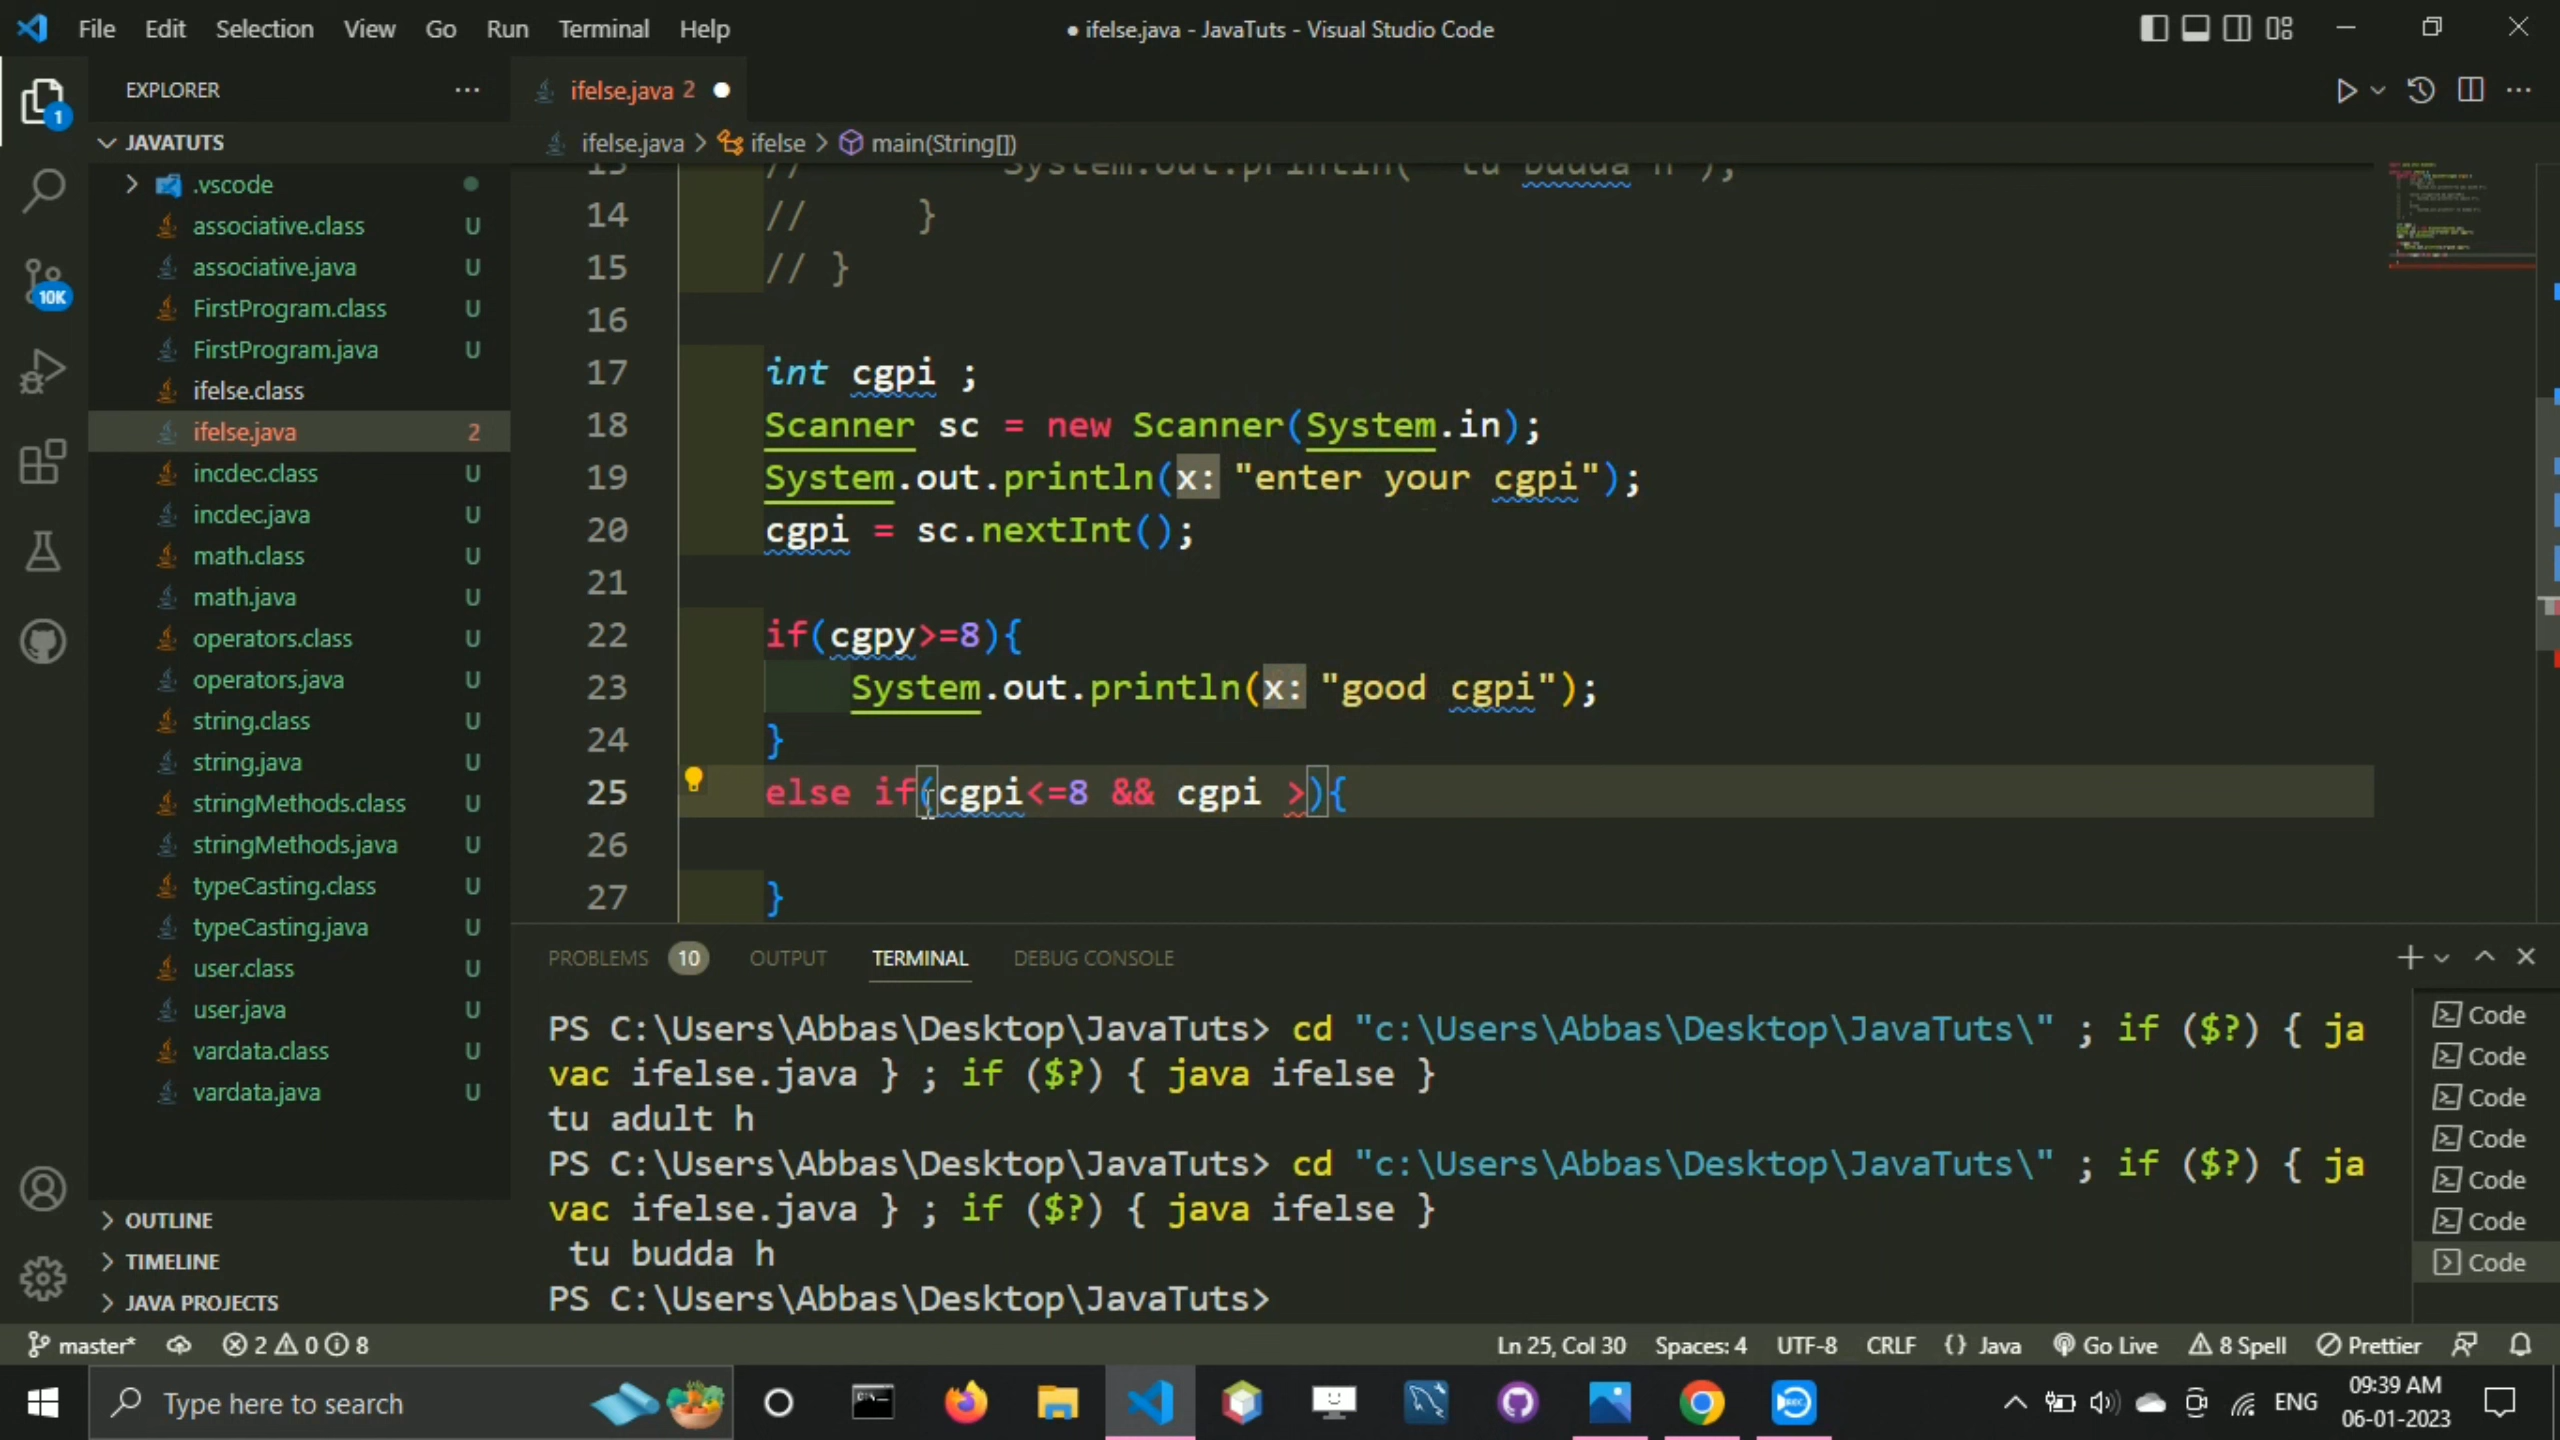 File Edit Selection View Go Run Terminal Help
● ifelse.java - JavaTuts - Visual Studio Code
EXPLORER
ifelse.java 2
JAVATUTS
ifelse.java > ifelse > main(String[])
.vscode
associative.class U
associative.java U
FirstProgram.class U
FirstProgram.java U
ifelse.class
ifelse.java 2
incdec.class U
incdec.java U
math.class U
math.java U
operators.class U
operators.java U
string.class U
string.java U
stringMethods.class U
stringMethods.java U
typeCasting.class U
typeCasting.java U
user.class U
user.java U
vardata.class U
vardata.java U
OUTLINE
TIMELINE
JAVA PROJECTS
1
10K
13 // System.out.println(" tu budda h");
14 // }
15 // }
16
17 int cgpi ;
18 Scanner sc = new Scanner(System.in);
19 System.out.println(x: "enter your cgpi");
20 cgpi = sc.nextInt();
21
22 if(cgpy>=8){
23 System.out.println(x: "good cgpi");
24 }
25 else if(cgpi<=8 && cgpi >){
26
27 }
PROBLEMS 10 OUTPUT TERMINAL DEBUG CONSOLE
PS C:\Users\Abbas\Desktop\JavaTuts> cd "c:\Users\Abbas\Desktop\JavaTuts\" ; if ($?) { ja
vac ifelse.java } ; if ($?) { java ifelse }
tu adult h
PS C:\Users\Abbas\Desktop\JavaTuts> cd "c:\Users\Abbas\Desktop\JavaTuts\" ; if ($?) { ja
vac ifelse.java } ; if ($?) { java ifelse }
tu budda h
PS C:\Users\Abbas\Desktop\JavaTuts>
Code
Code
Code
Code
Code
Code
Code
master* 2 0 8
Ln 25, Col 30 Spaces: 4 UTF-8 CRLF {} Java Go Live 8 Spell Prettier
Type here to search
ENG
09:39 AM
06-01-2023